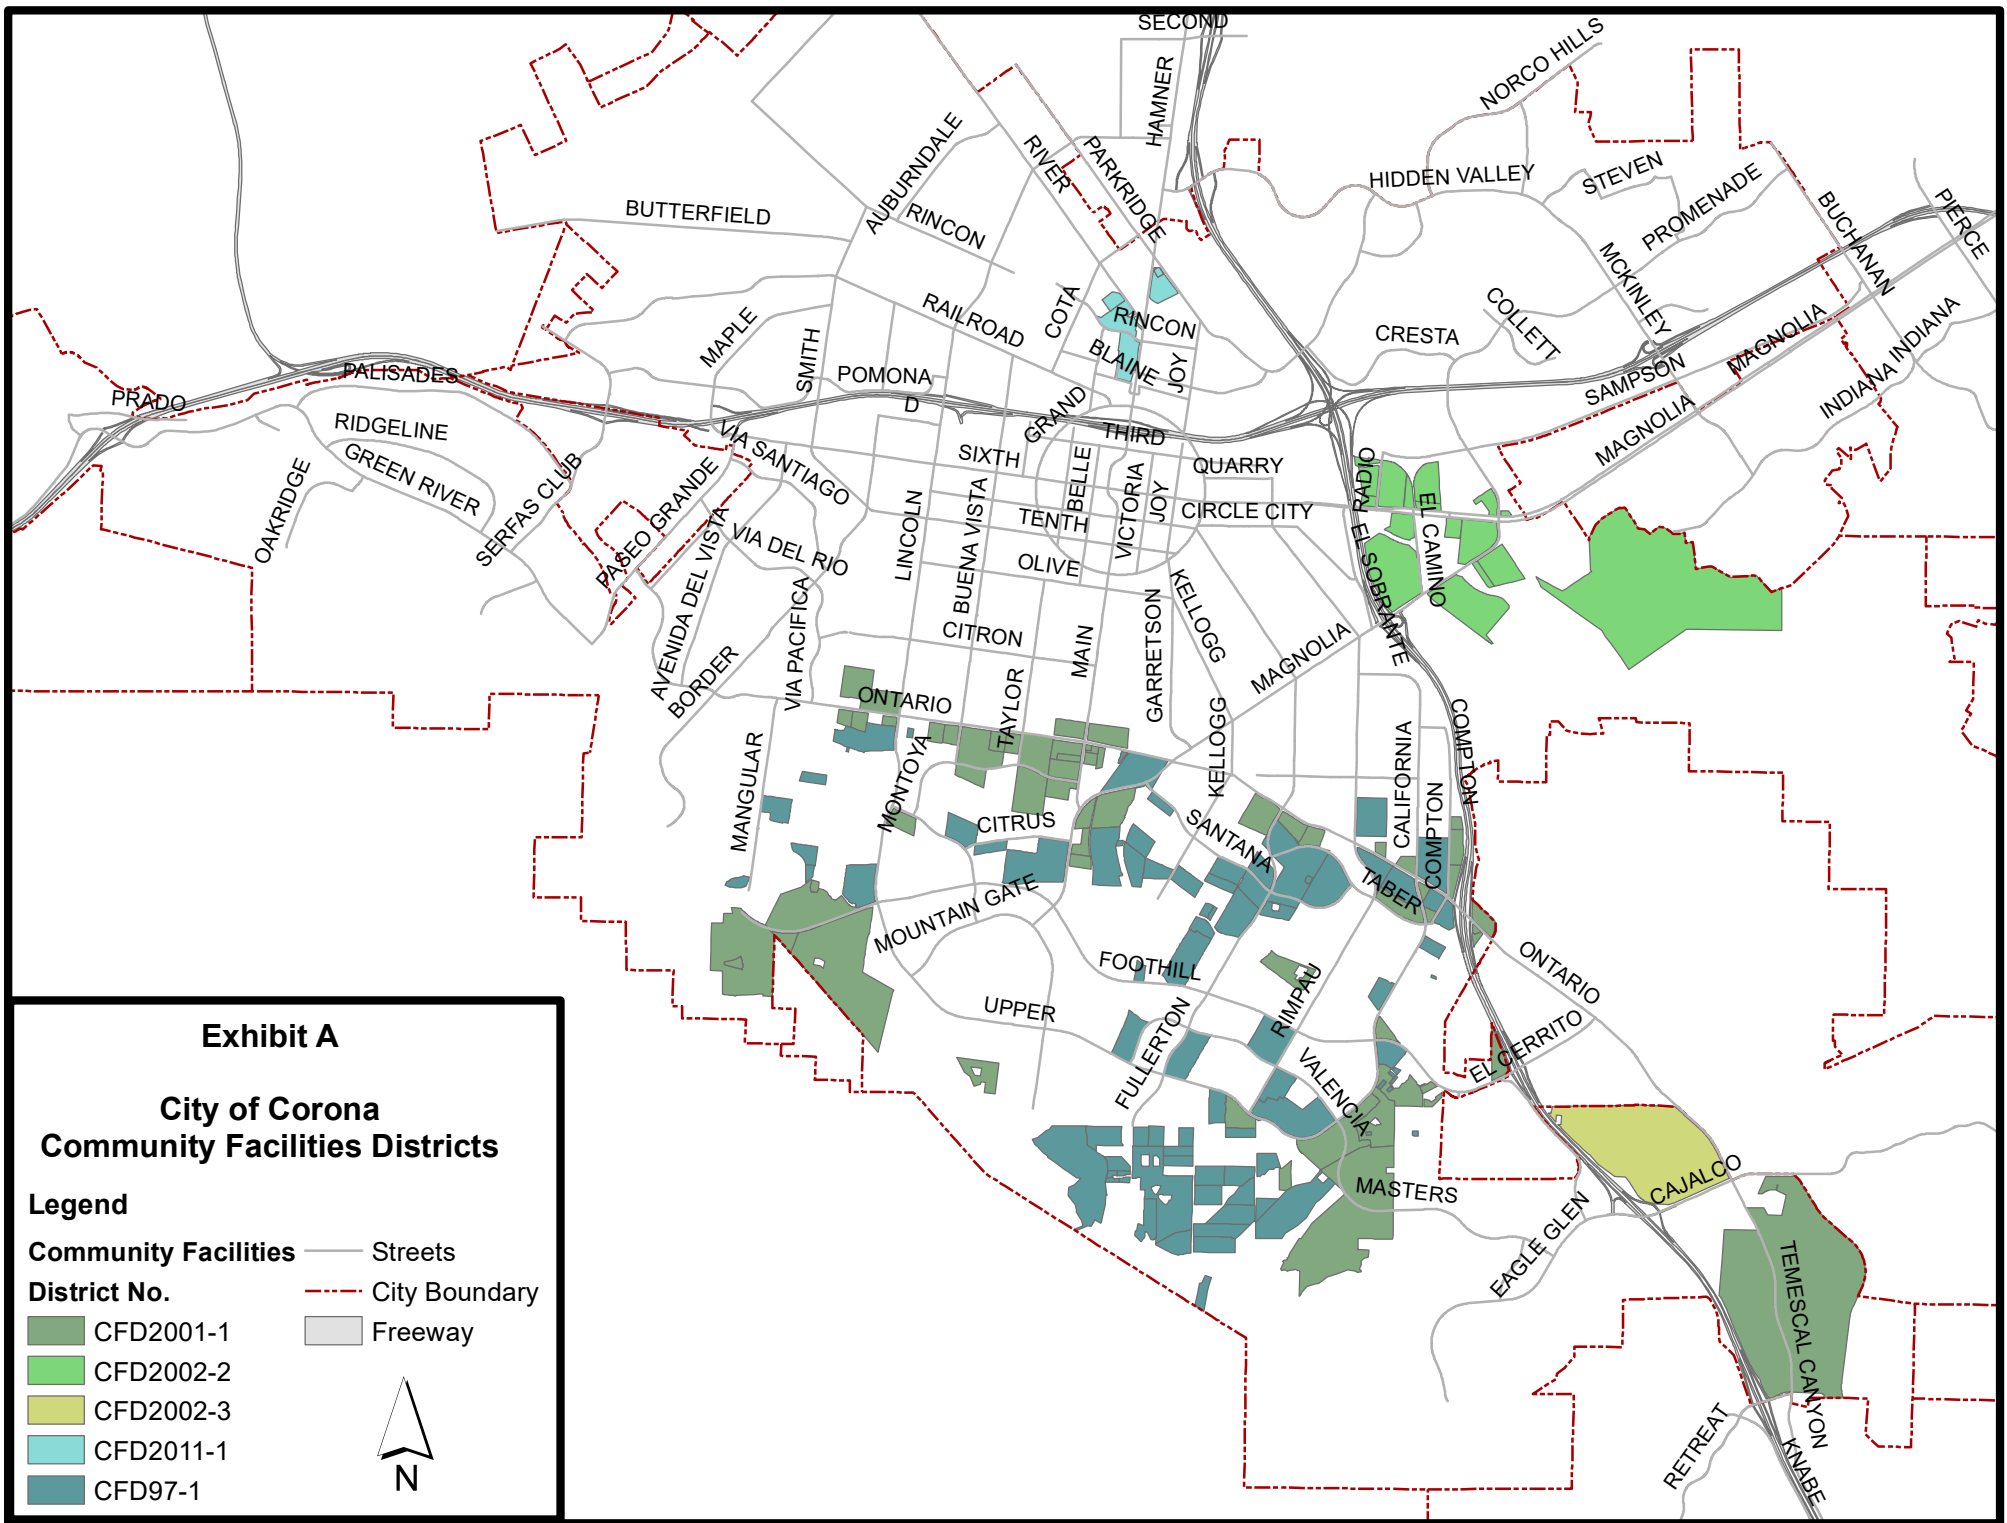 SECOND
NORCO HILLS
HAMNER
AUBURNDALE
RIVER
PARKRIDGE
HIDDEN VALLEY
STEVEN
PROMENADE
BUCHANAN
PIERCE
BUTTERFIELD
RINCON
MCKINLEY
COTA
RAILROAD
RINCON
COLLETT
CRESTA
MAGNOLIA
INDIANA
INDIANA
MAPLE
SMITH
BLAINE
JOY
SAMPSON
PALISADES
POMONA
D
PRADO
GRAND
THIRD
MAGNOLIA
RIDGELINE
VIA SANTIAGO
SIXTH
QUARRY
GREEN RIVER
OAKRIDGE
SERFAS CLUB
PASEO GRANDE
BELLE
VICTORIA
JOY
RADIO
EL CAMINO
LINCOLN
BUENA VISTA
TENTH
CIRCLE CITY
AVENIDA DEL VISTA
VIA DEL RIO
OLIVE
EL SOBRANTE
VIA PACIFICA
KELLOGG
GARRETSON
CITRON
MAIN
MAGNOLIA
BORDER
TAYLOR
ONTARIO
KELLOGG
COMPTON
CALIFORNIA
MANGULAR
MONTOYA
COMPTON
CITRUS
SANTANA
TABER
MOUNTAIN GATE
FOOTHILL
ONTARIO
UPPER
RIMPAU
FULLERTON
VALENCIA
EL CERRITO
MASTERS
CAJALCO
EAGLE GLEN
TEMESCAL CANYON
RETREAT
KNABE
Exhibit A
City of Corona
Community Facilities Districts
Legend
Community Facilities
District No.
CFD2001-1
CFD2002-2
CFD2002-3
CFD2011-1
CFD97-1
Streets
City Boundary
Freeway
N